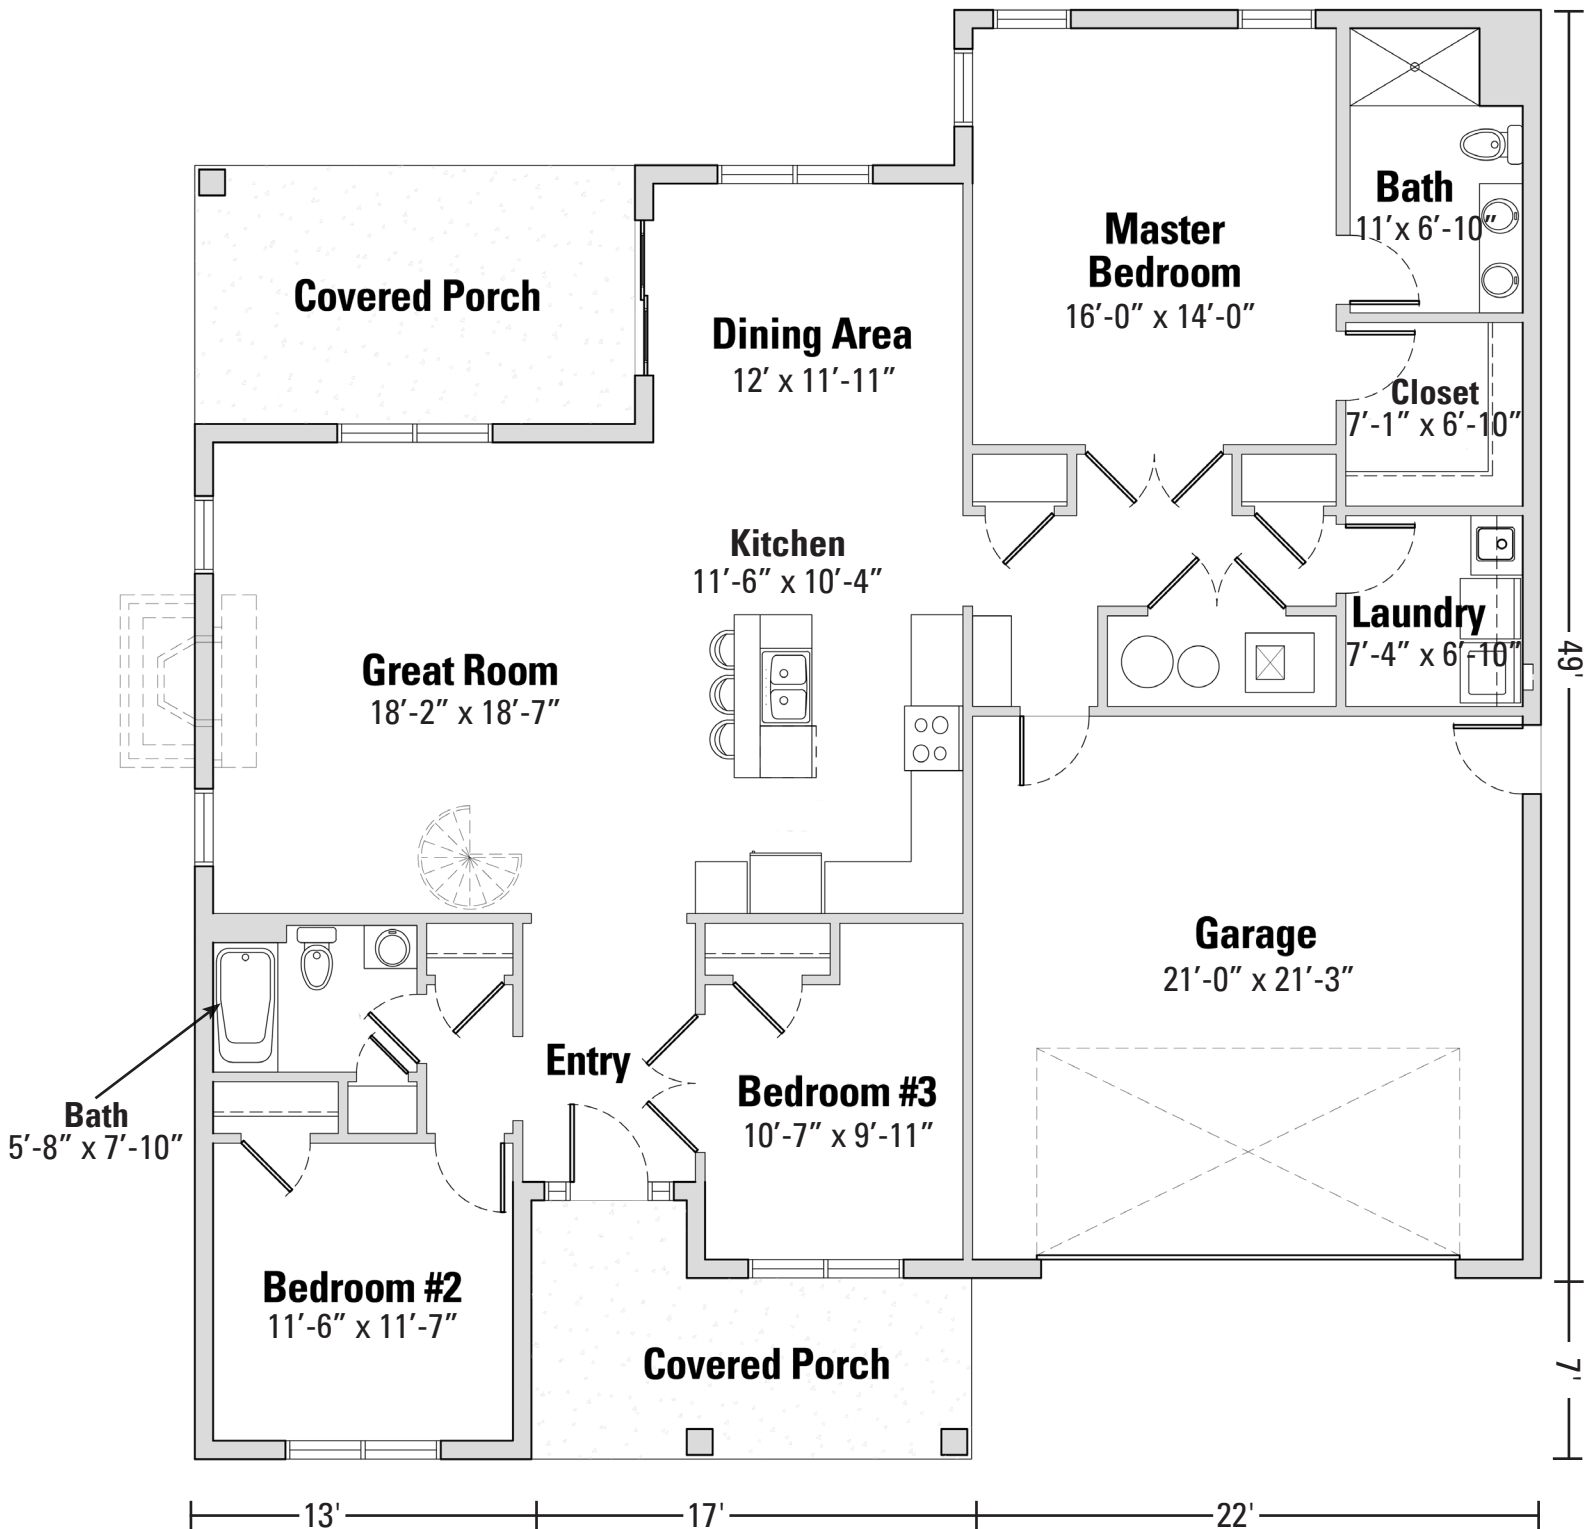 Covered Porch
Dining Area
12′ x 11′-11″
Master
Bedroom
16′-0″ x 14′-0″
Bath
11′x 6′-10″
Closet
7′-1″ x 6′-10″
Kitchen
11′-6″ x 10′-4″
Laundry
7′-4″ x 6′-10″
Great Room
18′-2″ x 18′-7″
49'
Garage
21′-0″ x 21′-3″
Entry
Bath
5′-8″ x 7′-10″
Bedroom #3
10′-7″ x 9′-11″
Bedroom #2
11′-6″ x 11′-7″
Covered Porch
7'
13'
17'
22'